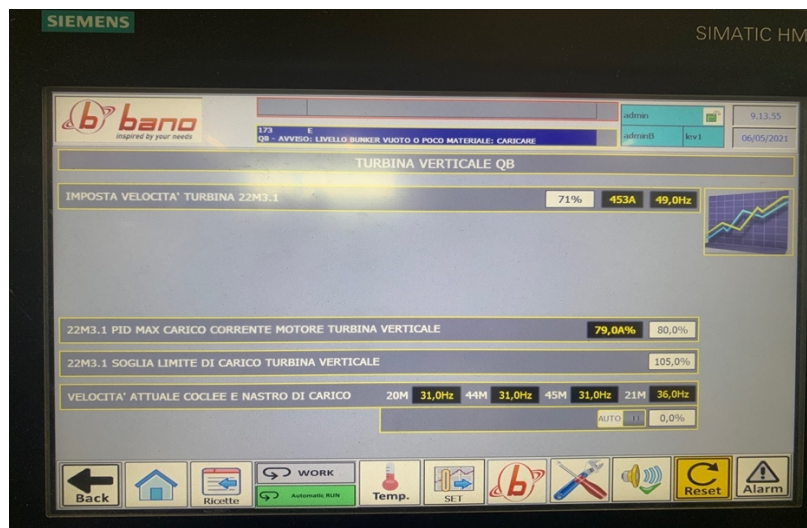 SIEMENS
SIMATIC HM
bano
inspired by your needs
173 E
QB - AVVISO: LIVELLO BUNKER VUOTO O POCO MATERIALE: CARICARE
admin
adminB lev1
9.13.55
06/05/2021
TURBINA VERTICALE QB
IMPOSTA VELOCITA' TURBINA 22M3.1 71% 453A 49,0Hz
22M3.1 PID MAX CARICO CORRENTE MOTORE TURBINA VERTICALE 79,0A% 80,0%
22M3.1 SOGLIA LIMITE DI CARICO TURBINA VERTICALE 105,0%
VELOCITA' ATTUALE COCLEE E NASTRO DI CARICO 20M 31,0Hz 44M 31,0Hz 45M 31,0Hz 21M 36,0Hz
AUTO 0,0%
Back
Ricette
WORK
Automatic RUN
Temp.
SET
Reset
Alarm